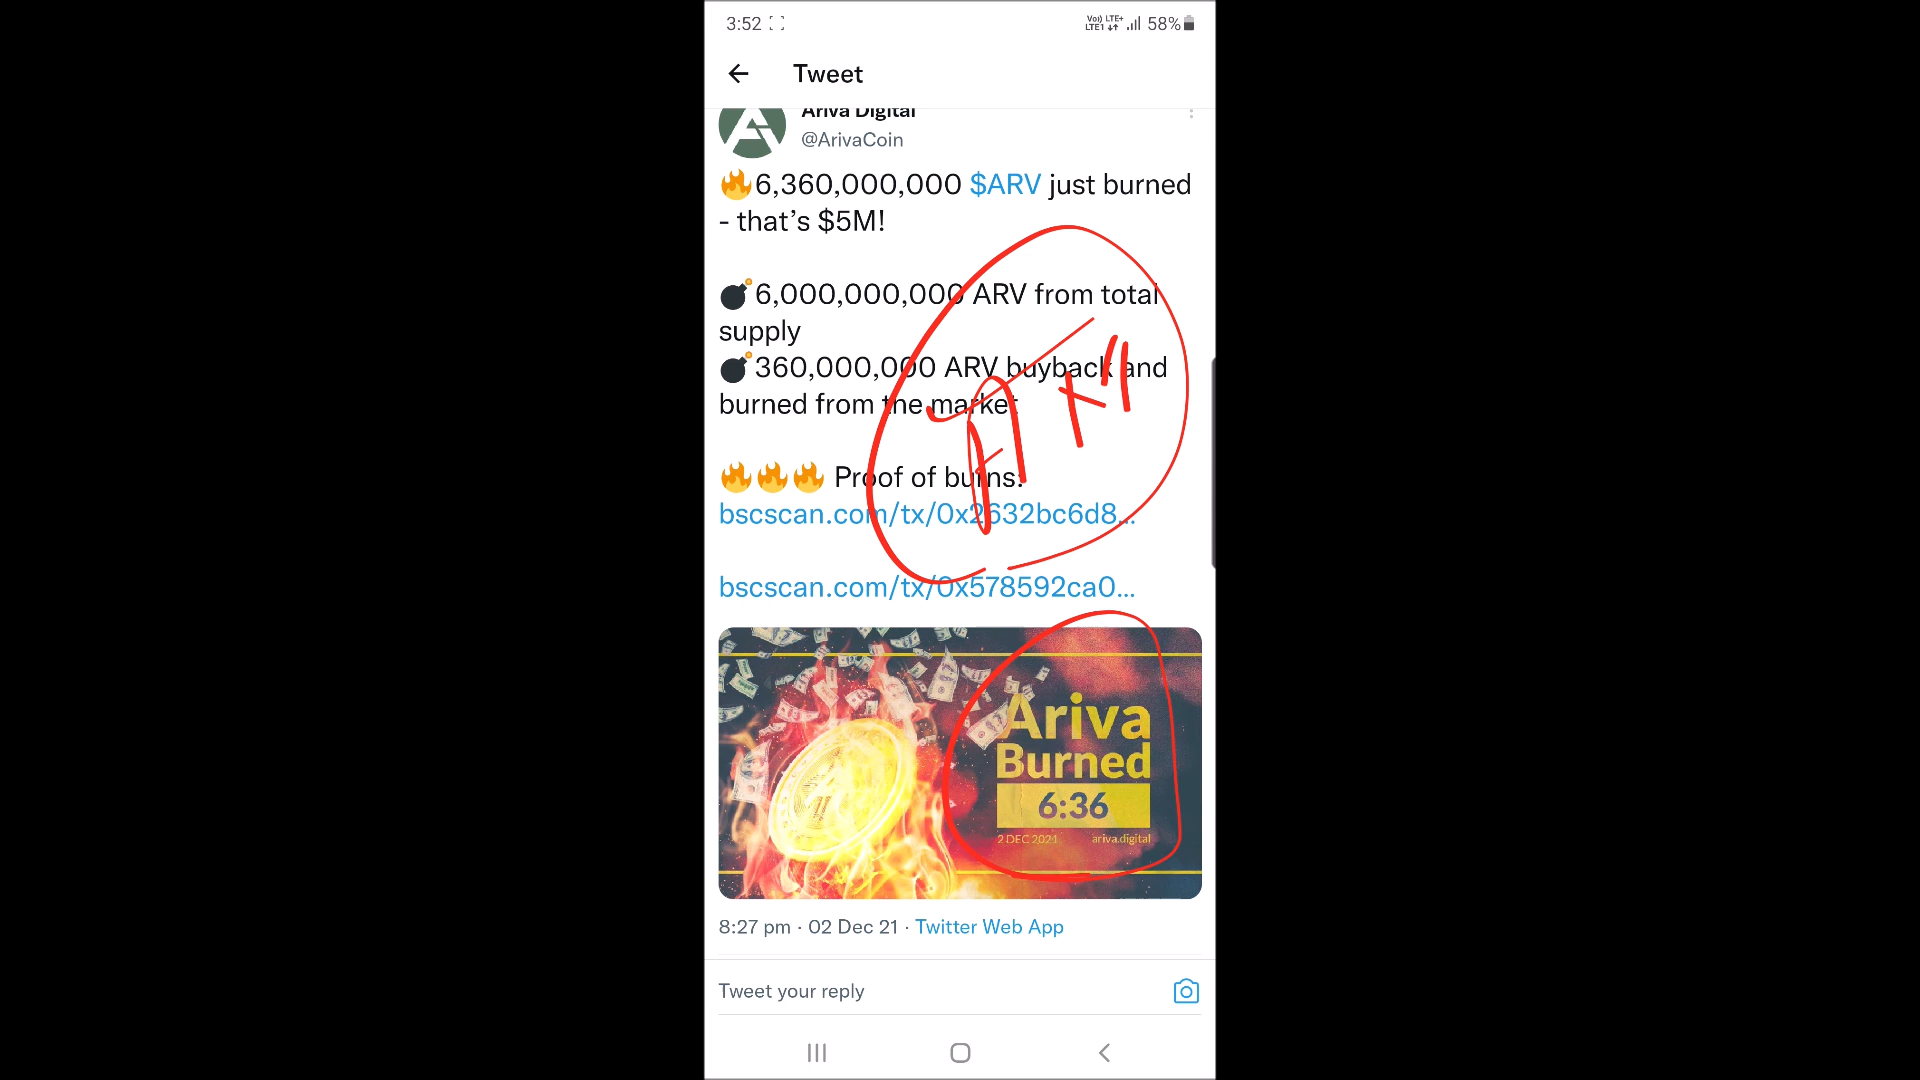 3:52
Vo)) LTE+
LTE1 58%
Tweet
Ariva Digital
@ArivaCoin
🔥6,360,000,000 $ARV just burned
- that’s $5M!
💣6,000,000,000 ARV from total
supply
💣360,000,000 ARV buyback and
burned from the market
🔥🔥🔥 Proof of burns:
bscscan.com/tx/0x2632bc6d8...
bscscan.com/tx/0x578592ca0...
Ariva
Burned
6:36
2 DEC 2021 ariva.digital
8:27 pm · 02 Dec 21 · Twitter Web App
Tweet your reply